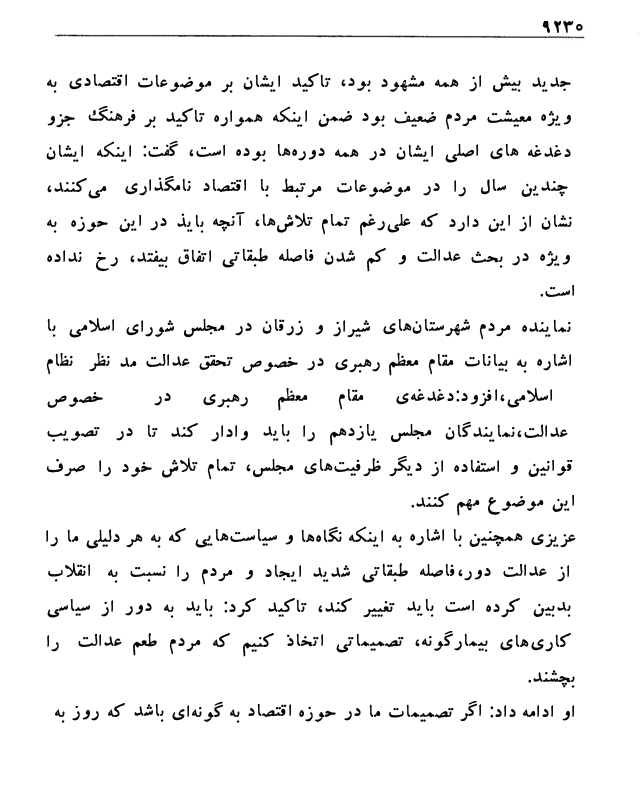 ۹۲۳۰
جدید بیش از همه مشهود بود، تاکید ایشان بر موضوعات اقتصادی به
ویژه معیشت مردم ضعیف بود ضمن اینکه همواره تاکید بر فرهنگ جزو
دغدغه های اصلی ایشان در همه دوره‌ها بوده است، گفت: اینکه ایشان
چندین سال را در موضوعات مرتبط با اقتصاد نامگذاری می‌کنند،
نشان از این دارد که علی‌رغم تمام تلاش‌ها، آنچه بایذ در این حوزه به
ویژه در بحث عدالت و کم شدن فاصله طبقاتی اتفاق بیفتد، رخ نداده
است.
نماینده مردم شهرستان‌های شیراز و زرقان در مجلس شورای اسلامی با
اشاره به بیانات مقام معظم رهبری در خصوص تحقق عدالت مد نظر نظام
اسلامی،افزود:دغدغه‌ی مقام معظم رهبری در خصوص
عدالت،نمایندگان مجلس یازدهم را باید وادار کند تا در تصویب
قوانین و استفاده از دیگر ظرفیت‌های مجلس، تمام تلاش خود را صرف
این موضوع مهم کنند.
عزیزی همچنین با اشاره به اینکه نگاه‌ها و سیاست‌هایی که به هر دلیلی ما را
از عدالت دور،فاصله طبقاتی شدید ایجاد و مردم را نسبت به انقلاب
بدبین کرده است باید تغییر کند، تاکید کرد: باید به دور از سیاسی
کاری‌های بیمارگونه، تصمیماتی اتخاذ کنیم که مردم طعم عدالت را
بچشند.
او ادامه داد: اگر تصمیمات ما در حوزه اقتصاد به گونه‌ای باشد که روز به